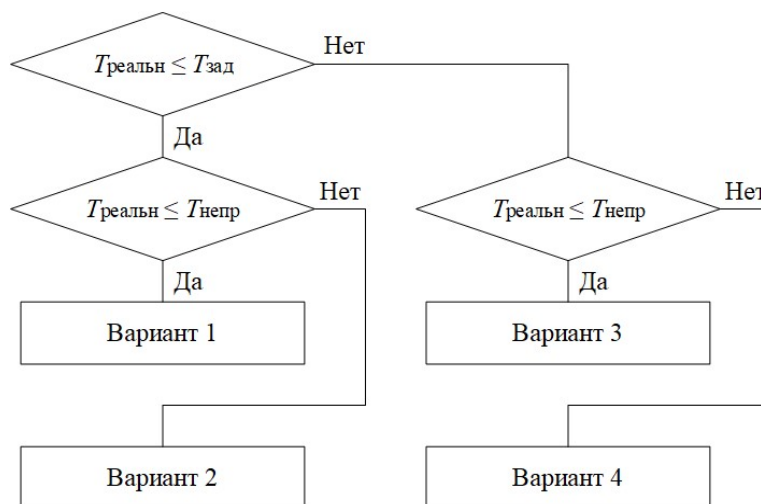 Tреальн ≤ Tзад
Нет
Да
Tреальн ≤ Tнепр
Нет
Tреальн ≤ Tнепр
Нет
Да
Да
Вариант 1
Вариант 3
Вариант 2
Вариант 4